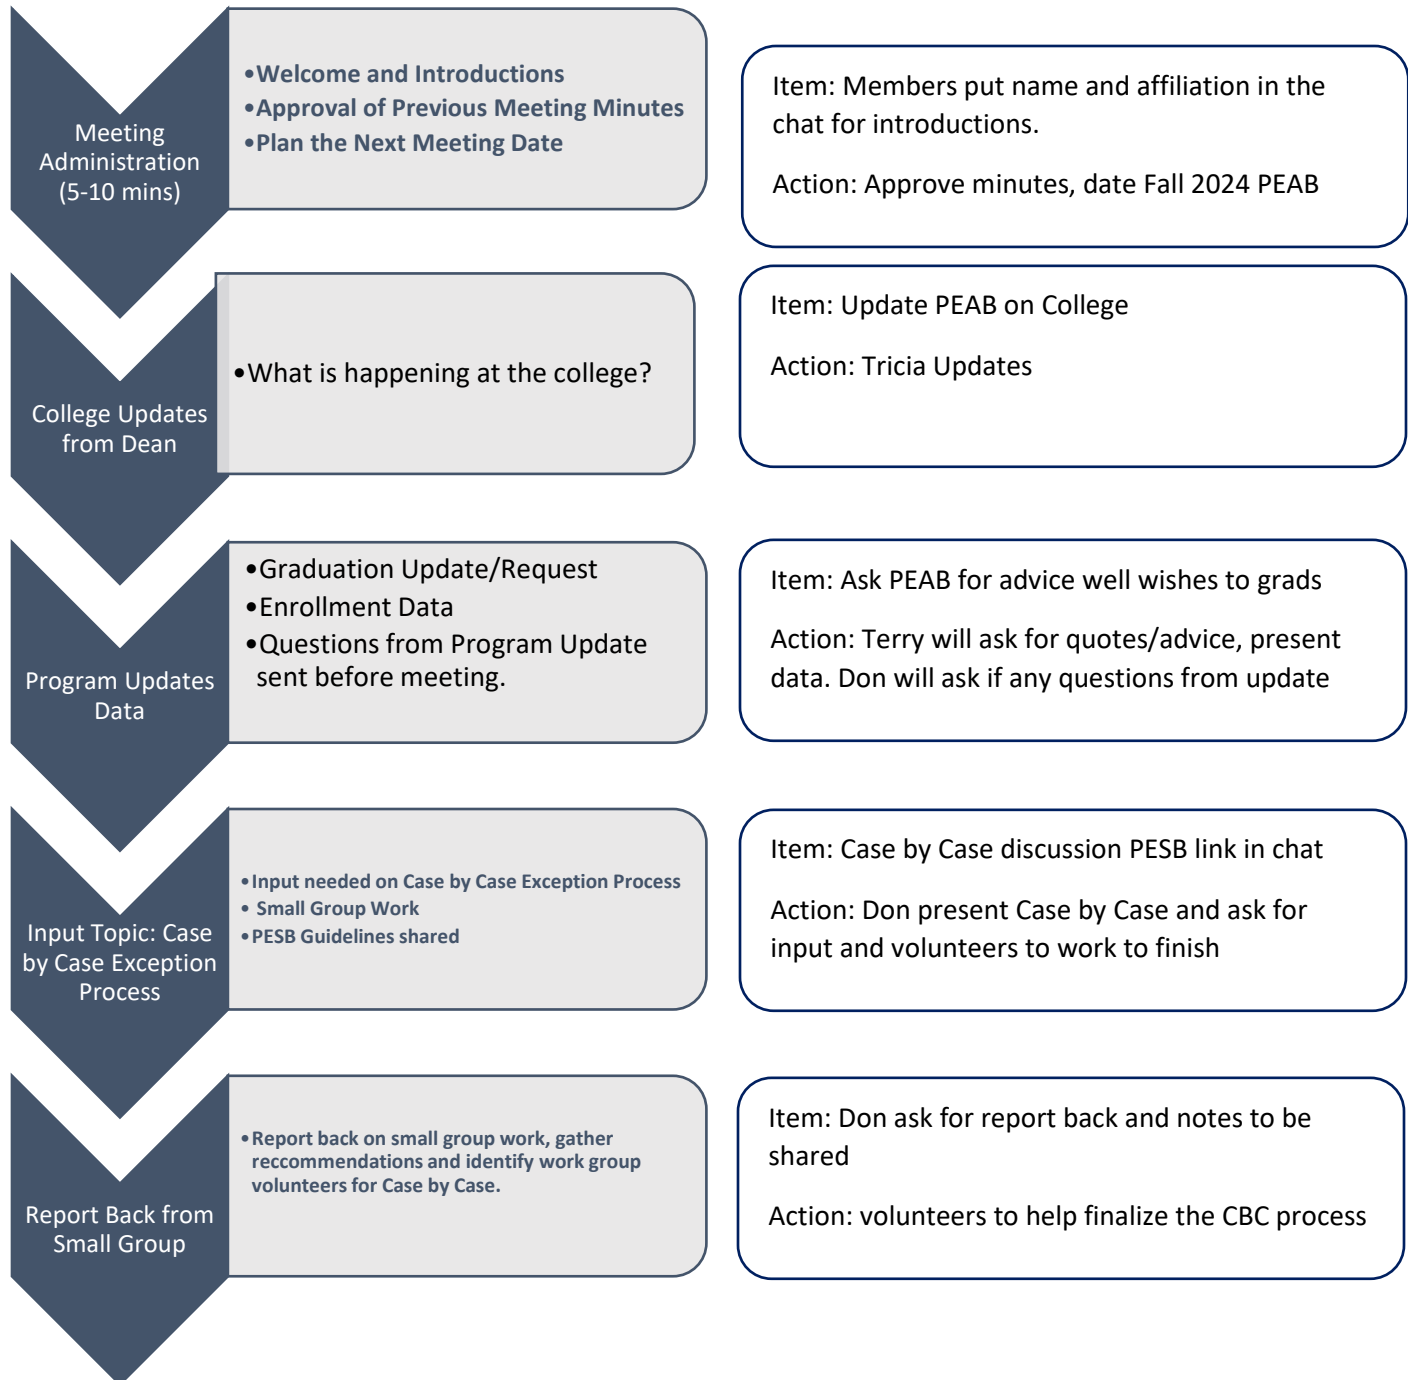 Meeting
Administration
(5-10 mins)
•Welcome and Introductions
•Approval of Previous Meeting Minutes
•Plan the Next Meeting Date
Item: Members put name and affiliation in the
chat for introductions.
Action: Approve minutes, date Fall 2024 PEAB
College Updates
from Dean
•What is happening at the college?
Item: Update PEAB on College
Action: Tricia Updates
Program Updates
Data
•Graduation Update/Request
•Enrollment Data
•Questions from Program Update
sent before meeting.
Item: Ask PEAB for advice well wishes to grads
Action: Terry will ask for quotes/advice, present
data. Don will ask if any questions from update
Input Topic: Case
by Case Exception
Process
•Input needed on Case by Case Exception Process
• Small Group Work
•PESB Guidelines shared
Item: Case by Case discussion PESB link in chat
Action: Don present Case by Case and ask for
input and volunteers to work to finish
Report Back from
Small Group
•Report back on small group work, gather
reccommendations and identify work group
volunteers for Case by Case.
Item: Don ask for report back and notes to be
shared
Action: volunteers to help finalize the CBC process